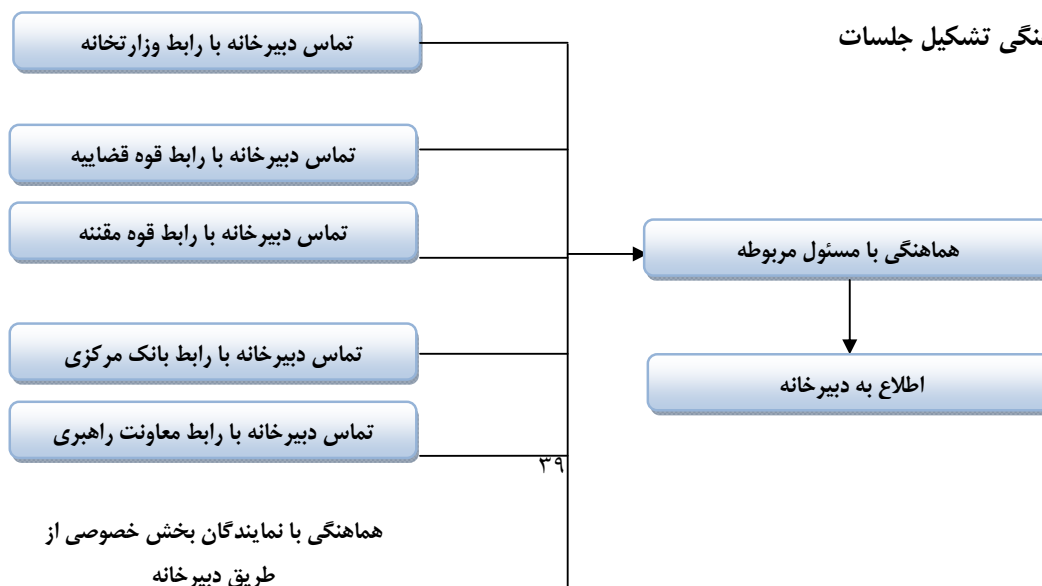 نگی تشکیل جلسات
تماس دبیرخانه با رابط وزارتخانه
تماس دبیرخانه با رابط قوه قضاییه
تماس دبیرخانه با رابط قوه مقننه
هماهنگی با مسئول مربوطه
تماس دبیرخانه با رابط بانک مرکزی
اطلاع به دبیرخانه
تماس دبیرخانه با رابط معاونت راهبری
۳۹
هماهنگی با نمایندگان بخش خصوصی از
طریق دبیرخانه